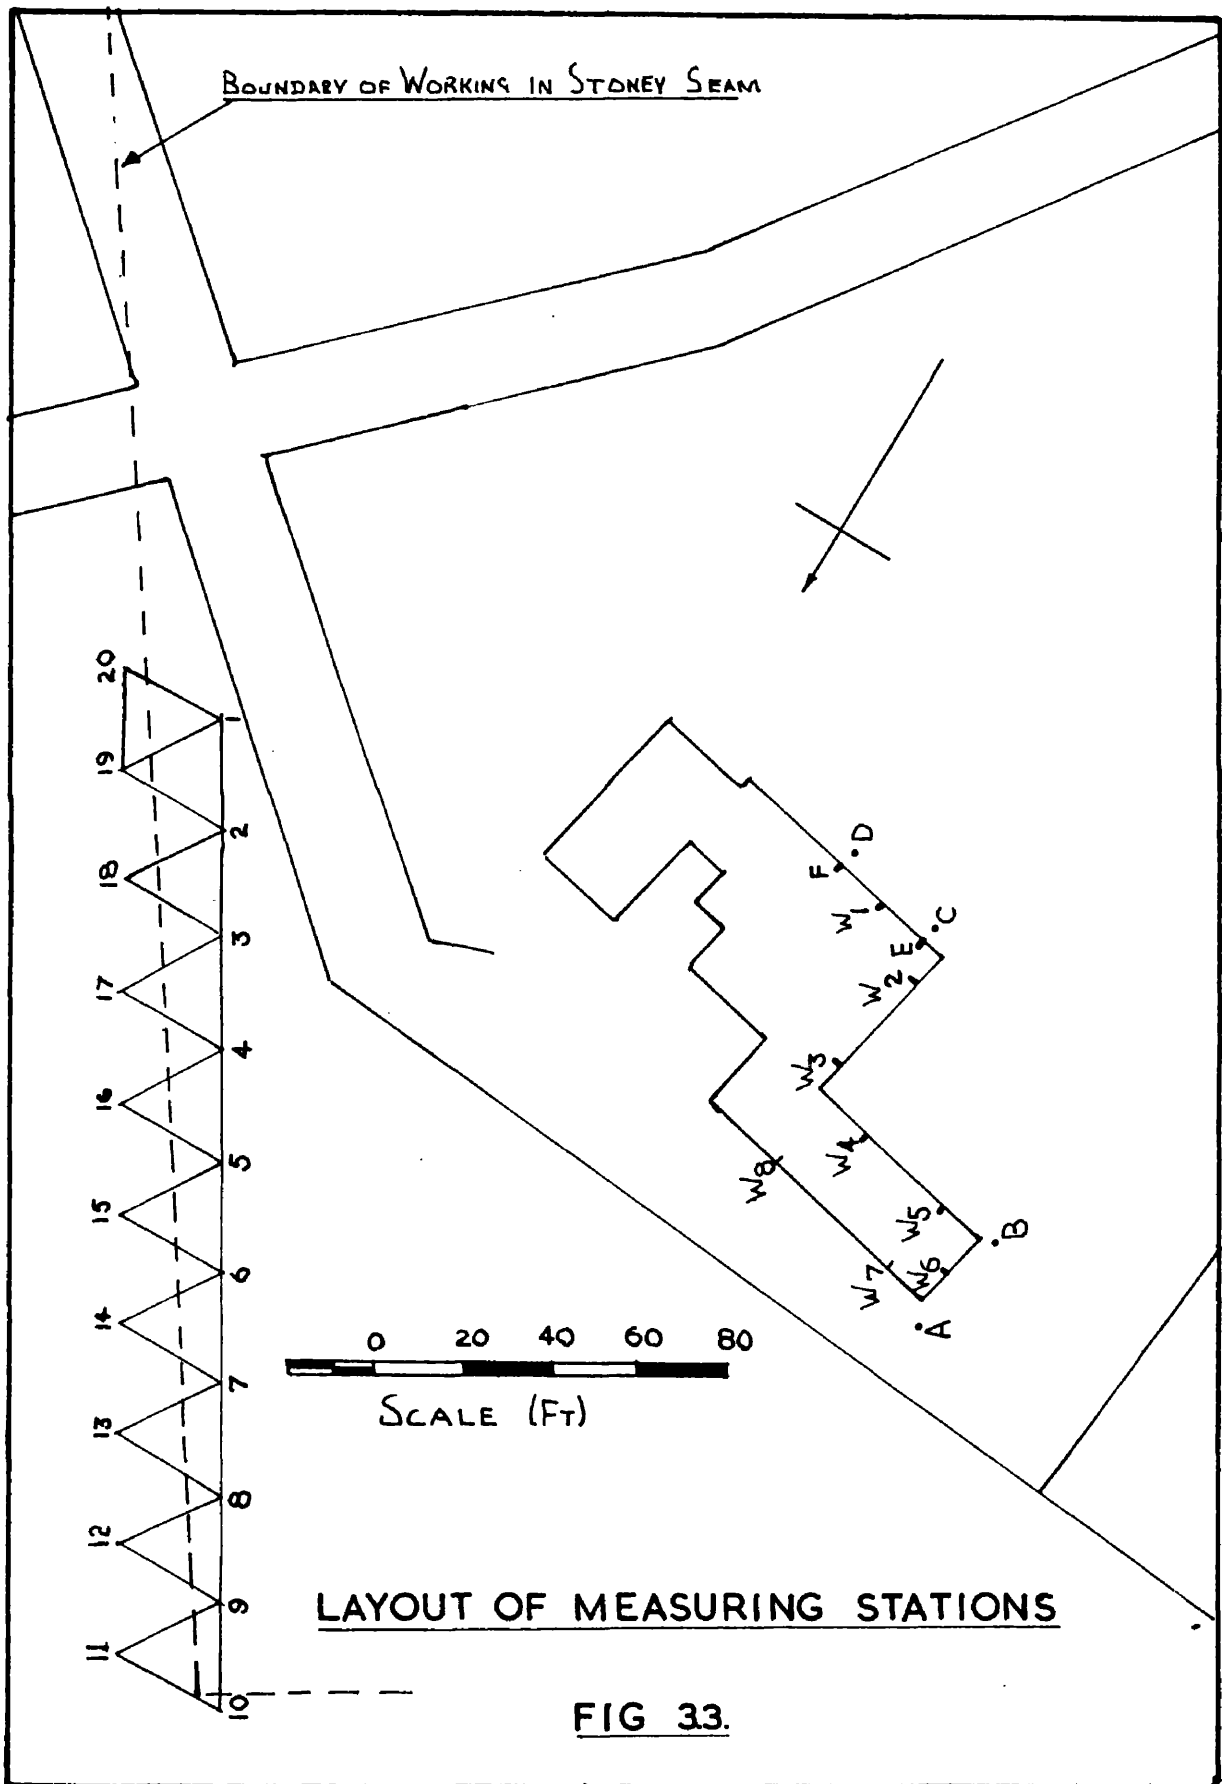 BOUNDARY OF WORKING IN STONEY SEAM
20
1
19
2
18
3
17
4
16
5
15
6
14
7
13
8
12
9
11
10
D
F
W1
C
E
W2
W3
W4
W8
W5
B
W6
W7
A
0 20 40 60 80
SCALE (FT)
LAYOUT OF MEASURING STATIONS
FIG 3.3.